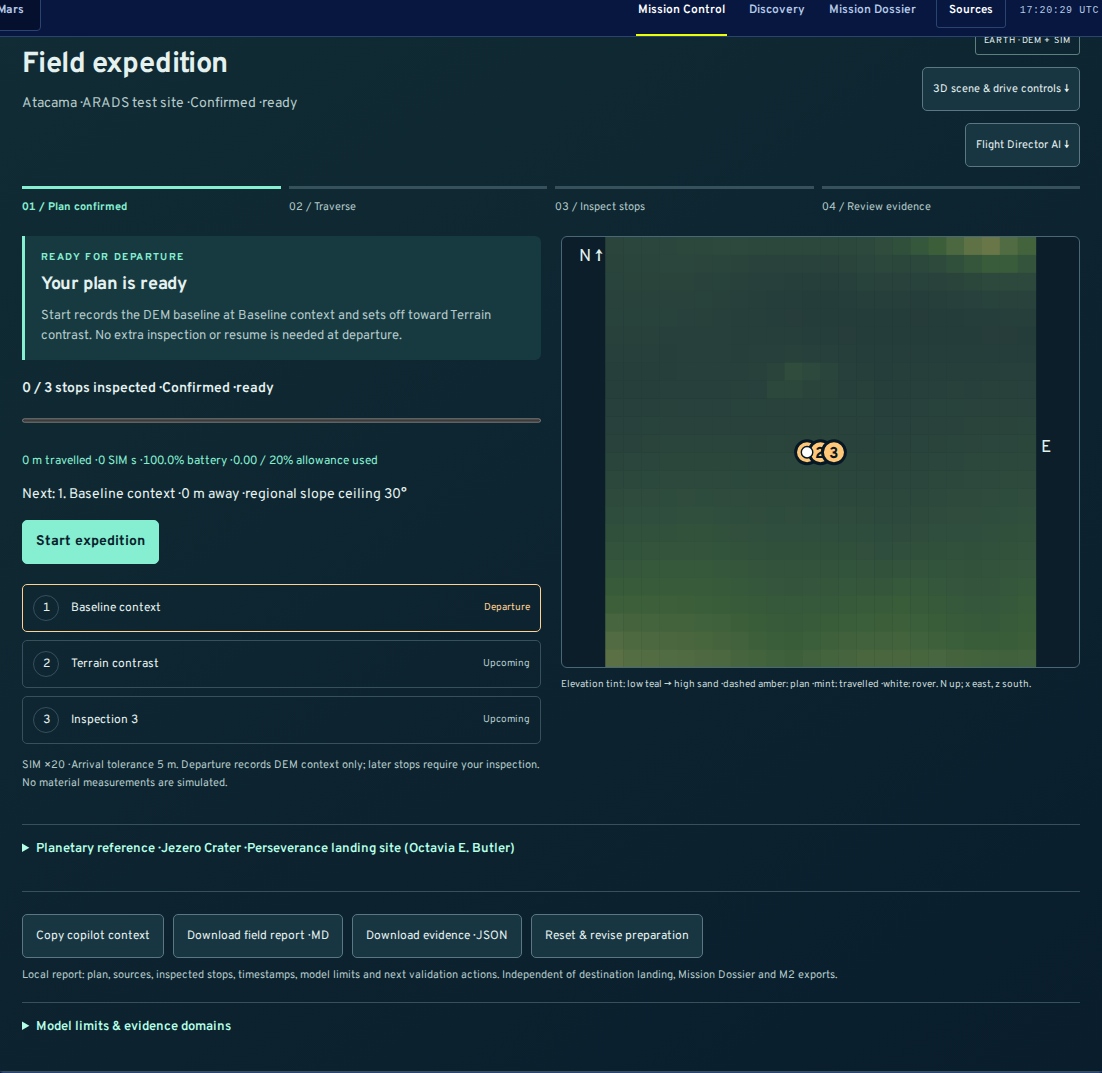 Mars
Mission Control
Discovery
Mission Dossier
Sources
17:20:29 UTC
EARTH · DEM + SIM
Field expedition
Atacama · ARADS test site · Confirmed · ready
3D scene & drive controls ↓
Flight Director AI ↓
01 / Plan confirmed
02 / Traverse
03 / Inspect stops
04 / Review evidence
READY FOR DEPARTURE
Your plan is ready
Start records the DEM baseline at Baseline context and sets off toward Terrain
contrast. No extra inspection or resume is needed at departure.
0 / 3 stops inspected · Confirmed · ready
0 m travelled · 0 SIM s · 100.0% battery · 0.00 / 20% allowance used
Next: 1. Baseline context · 0 m away · regional slope ceiling 30°
Start expedition
1 Baseline context Departure
2 Terrain contrast Upcoming
3 Inspection 3 Upcoming
SIM ×20 · Arrival tolerance 5 m. Departure records DEM context only; later stops require your inspection.
No material measurements are simulated.
N ↑
2 3
E
Elevation tint: low teal → high sand · dashed amber: plan · mint: travelled · white: rover. N up; x east, z south.
▶ Planetary reference · Jezero Crater · Perseverance landing site (Octavia E. Butler)
Copy copilot context
Download field report · MD
Download evidence · JSON
Reset & revise preparation
Local report: plan, sources, inspected stops, timestamps, model limits and next validation actions. Independent of destination landing, Mission Dossier and M2 exports.
▶ Model limits & evidence domains